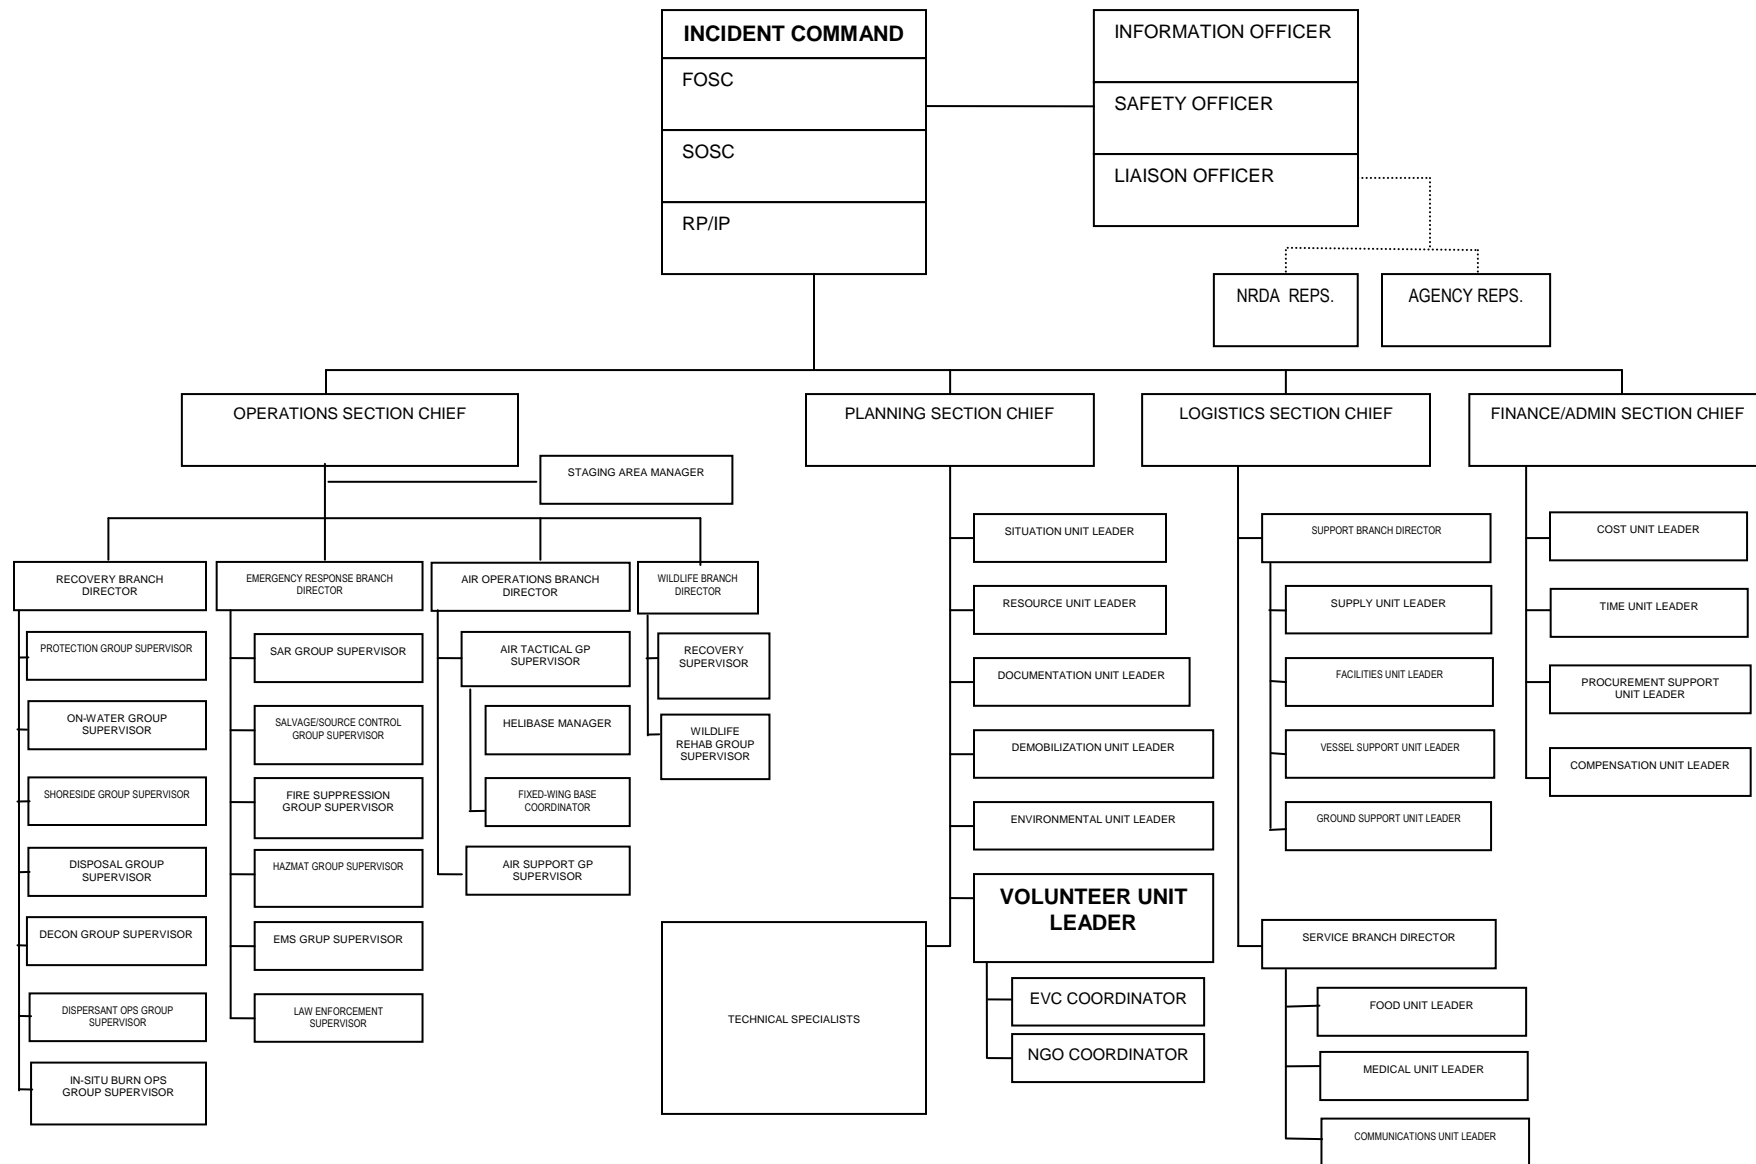 INCIDENT COMMAND
FOSC
SOSC
RP/IP
INFORMATION OFFICER
SAFETY OFFICER
LIAISON OFFICER
NRDA  REPS.
AGENCY REPS.
OPERATIONS SECTION CHIEF
PLANNING SECTION CHIEF
LOGISTICS SECTION CHIEF
FINANCE/ADMIN SECTION CHIEF
STAGING AREA MANAGER
RECOVERY BRANCH
DIRECTOR
PROTECTION GROUP SUPERVISOR
ON-WATER GROUP
SUPERVISOR
SHORESIDE GROUP SUPERVISOR
DISPOSAL GROUP
SUPERVISOR
DECON GROUP SUPERVISOR
DISPERSANT OPS GROUP
SUPERVISOR
IN-SITU BURN OPS
GROUP SUPERVISOR
EMERGENCY RESPONSE BRANCH
DIRECTOR
SAR GROUP SUPERVISOR
SALVAGE/SOURCE CONTROL
GROUP SUPERVISOR
FIRE SUPPRESSION
GROUP SUPERVISOR
HAZMAT GROUP SUPERVISOR
EMS GRUP SUPERVISOR
LAW ENFORCEMENT
SUPERVISOR
AIR OPERATIONS BRANCH
DIRECTOR
AIR TACTICAL GP
SUPERVISOR
HELIBASE MANAGER
FIXED-WING BASE
COORDINATOR
AIR SUPPORT GP
SUPERVISOR
WILDLIFE BRANCH
DIRECTOR
RECOVERY
SUPERVISOR
WILDLIFE
REHAB GROUP
SUPERVISOR
SITUATION UNIT LEADER
RESOURCE UNIT LEADER
DOCUMENTATION UNIT LEADER
DEMOBILIZATION UNIT LEADER
ENVIRONMENTAL UNIT LEADER
VOLUNTEER UNIT
LEADER
EVC COORDINATOR
NGO COORDINATOR
TECHNICAL SPECIALISTS
SUPPORT BRANCH DIRECTOR
SUPPLY UNIT LEADER
FACILITIES UNIT LEADER
VESSEL SUPPORT UNIT LEADER
GROUND SUPPORT UNIT LEADER
SERVICE BRANCH DIRECTOR
FOOD UNIT LEADER
MEDICAL UNIT LEADER
COMMUNICATIONS UNIT LEADER
COST UNIT LEADER
TIME UNIT LEADER
PROCUREMENT SUPPORT
UNIT LEADER
COMPENSATION UNIT LEADER